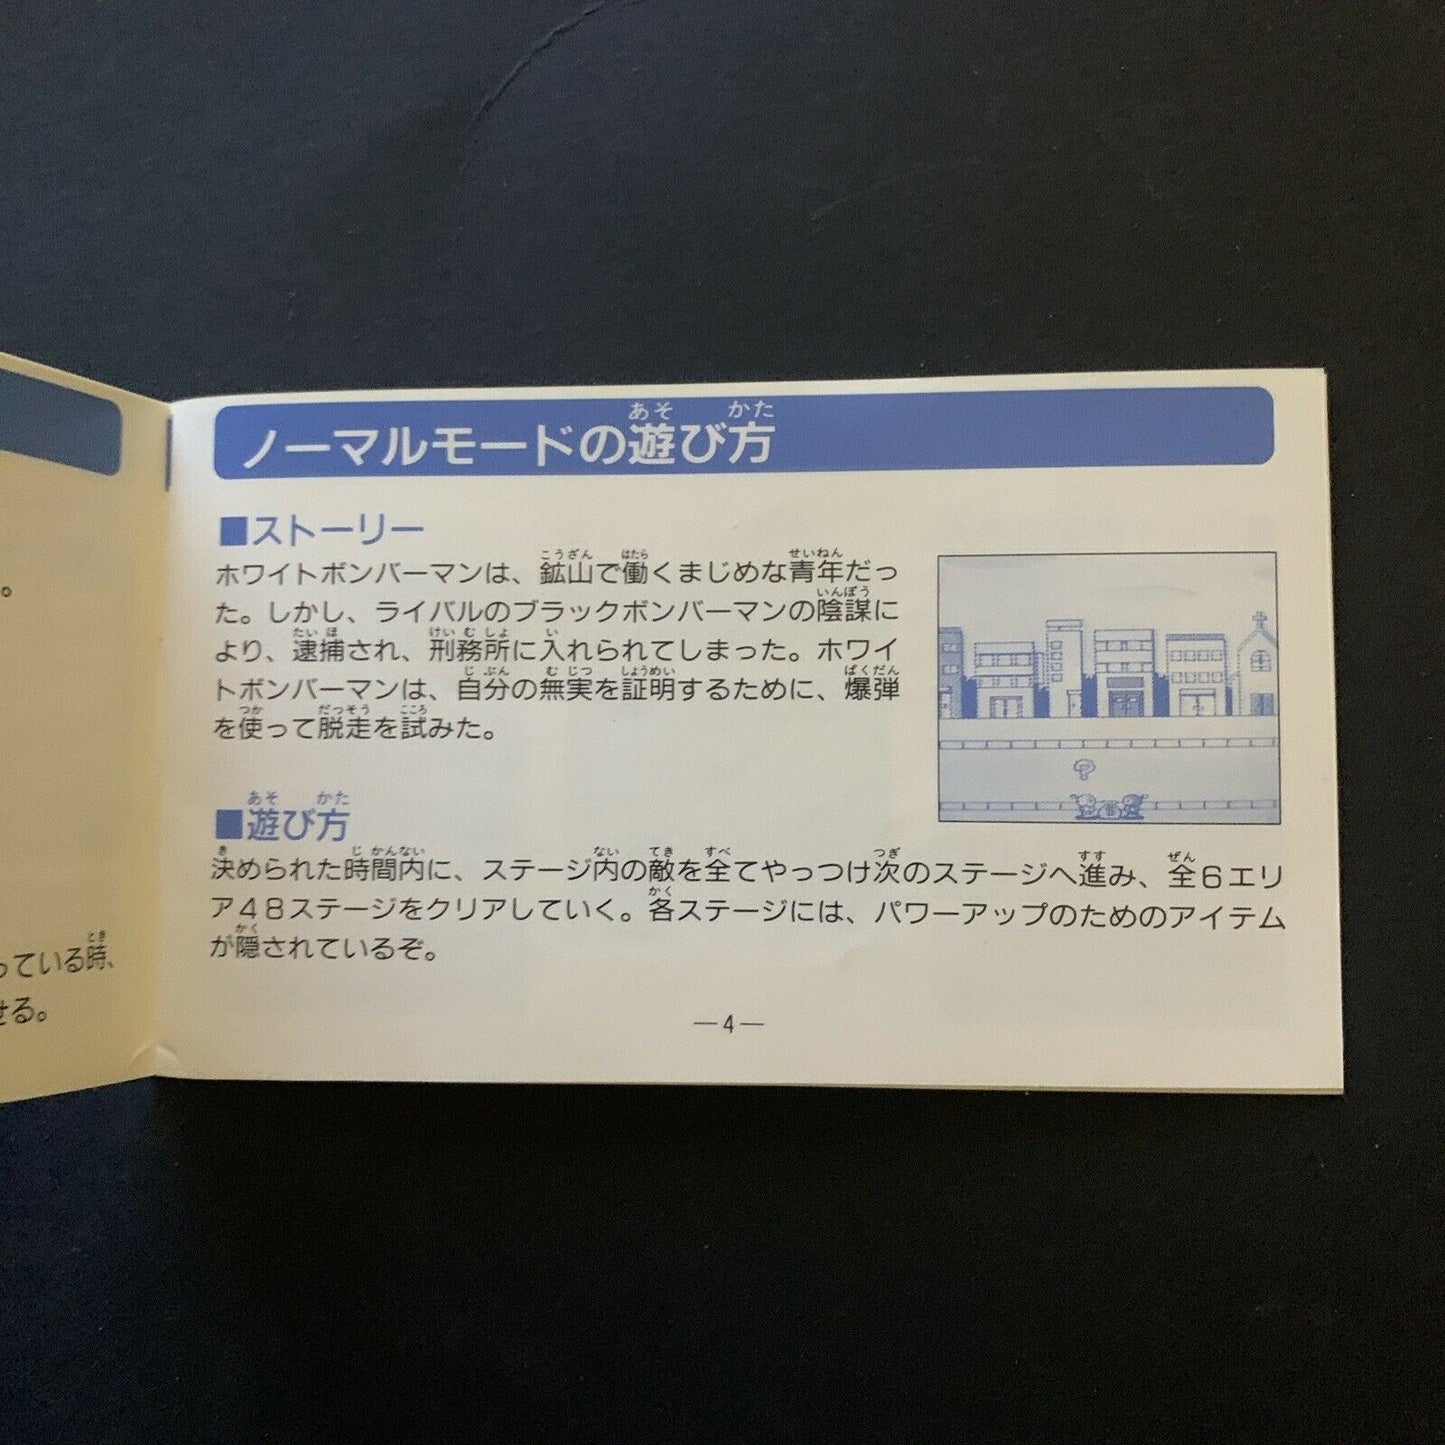 。
っている時、
せる。
ノーマルモードの遊び方
■ストーリー
ホワイトボンバーマンは、鉱山で働くまじめな青年だっ
た。しかし、ライバルのブラックボンバーマンの陰謀に
より、逮捕され、刑務所に入れられてしまった。ホワイ
トボンバーマンは、自分の無実を証明するために、爆弾
を使って脱走を試みた。
■遊び方
決められた時間内に、ステージ内の敵を全てやっつけ次のステージへ進み、全6エリ
ア48ステージをクリアしていく。各ステージには、パワーアップのためのアイテム
が隠されているぞ。
—4—